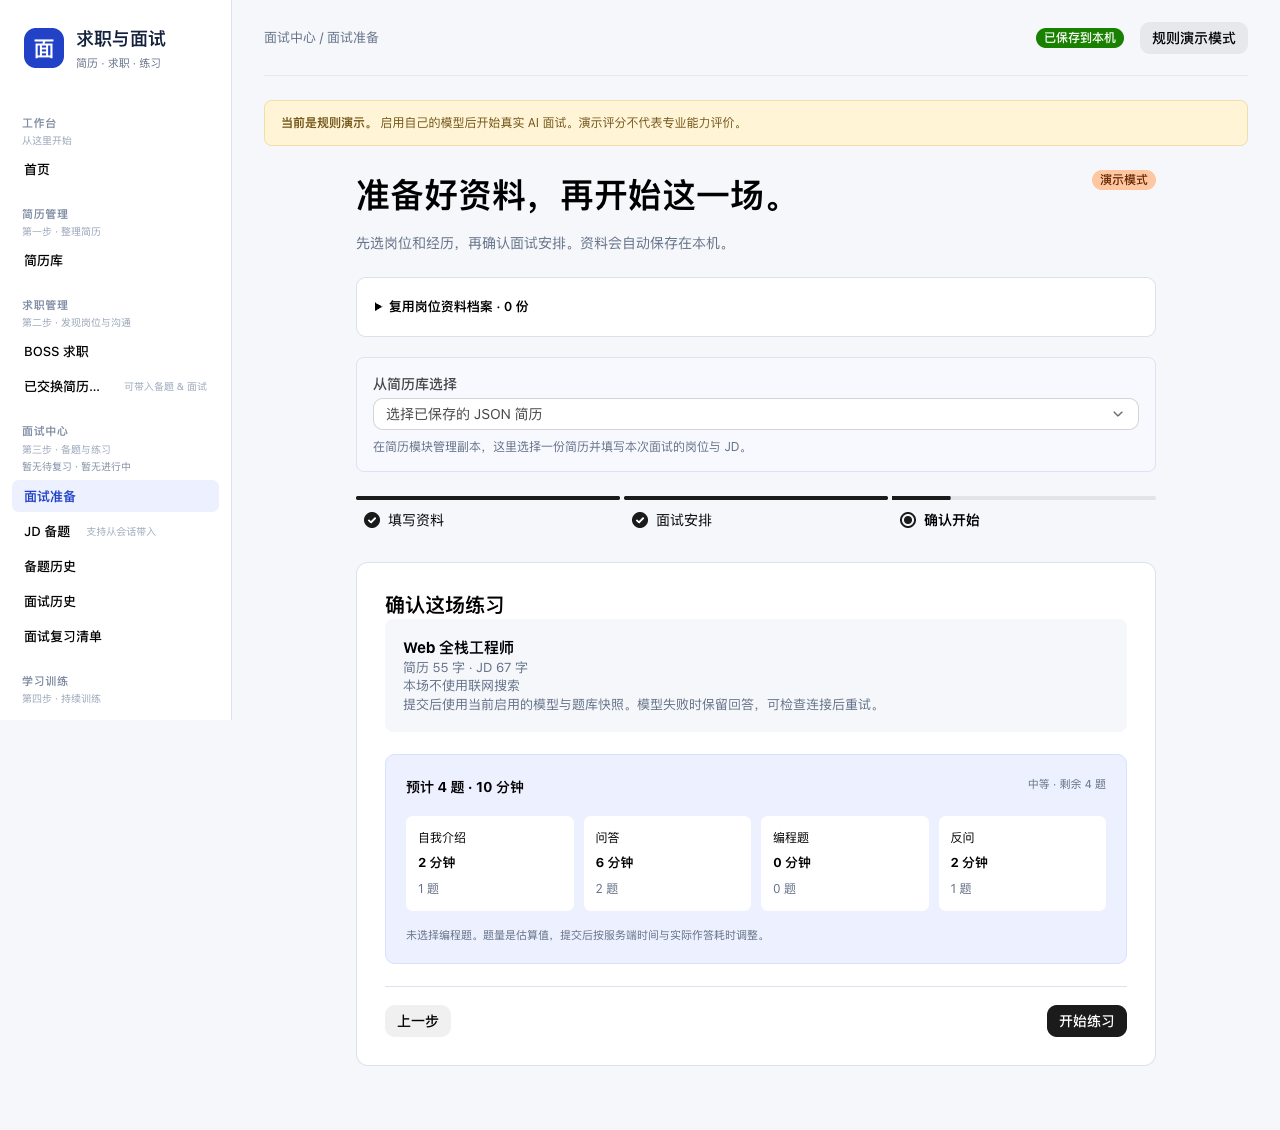 面
求职与面试
简历 · 求职 · 练习
工作台
从这里开始
首页
简历管理
第一步 · 整理简历
简历库
求职管理
第二步 · 发现岗位与沟通
BOSS 求职
已交换简历... 可带入备题 & 面试
面试中心
第三步 · 备题与练习
暂无待复习 · 暂无进行中
面试准备
JD 备题 支持从会话带入
备题历史
面试历史
面试复习清单
学习训练
第四步 · 持续训练
面试中心 / 面试准备
已保存到本机
规则演示模式
当前是规则演示。 启用自己的模型后开始真实 AI 面试。演示评分不代表专业能力评价。
准备好资料，再开始这一场。
演示模式
先选岗位和经历，再确认面试安排。资料会自动保存在本机。
复用岗位资料档案 · 0 份
从简历库选择
选择已保存的 JSON 简历
在简历模块管理副本，这里选择一份简历并填写本次面试的岗位与 JD。
填写资料
面试安排
确认开始
确认这场练习
Web 全栈工程师
简历 55 字 · JD 67 字
本场不使用联网搜索
提交后使用当前启用的模型与题库快照。模型失败时保留回答，可检查连接后重试。
预计 4 题 · 10 分钟
中等 · 剩余 4 题
自我介绍
2 分钟
1 题
问答
6 分钟
2 题
编程题
0 分钟
0 题
反问
2 分钟
1 题
未选择编程题。题量是估算值，提交后按服务端时间与实际作答耗时调整。
上一步
开始练习